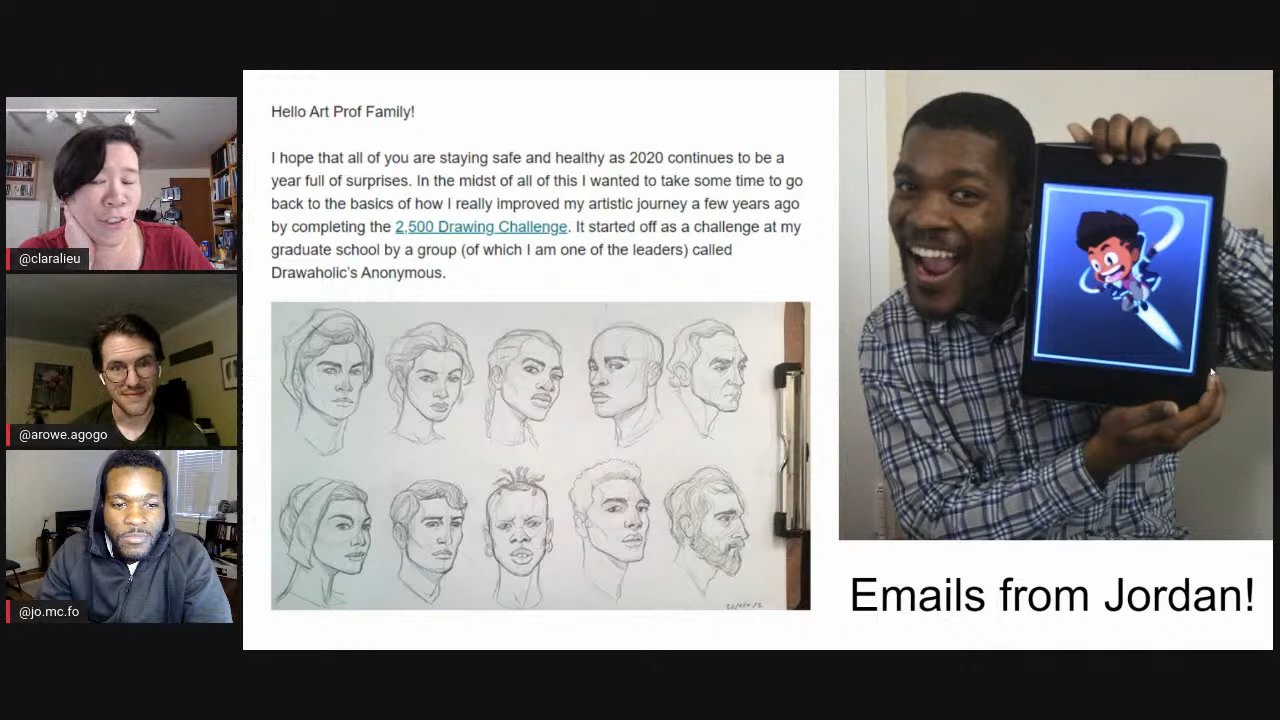 @claralieu
@arowe.agogo
@jo.mc.fo
Hello Art Prof Family!
I hope that all of you are staying safe and healthy as 2020 continues to be a
year full of surprises. In the midst of all of this I wanted to take some time to go
back to the basics of how I really improved my artistic journey a few years ago
by completing the 2,500 Drawing Challenge. It started off as a challenge at my
graduate school by a group (of which I am one of the leaders) called
Drawaholic's Anonymous.
Emails from Jordan!